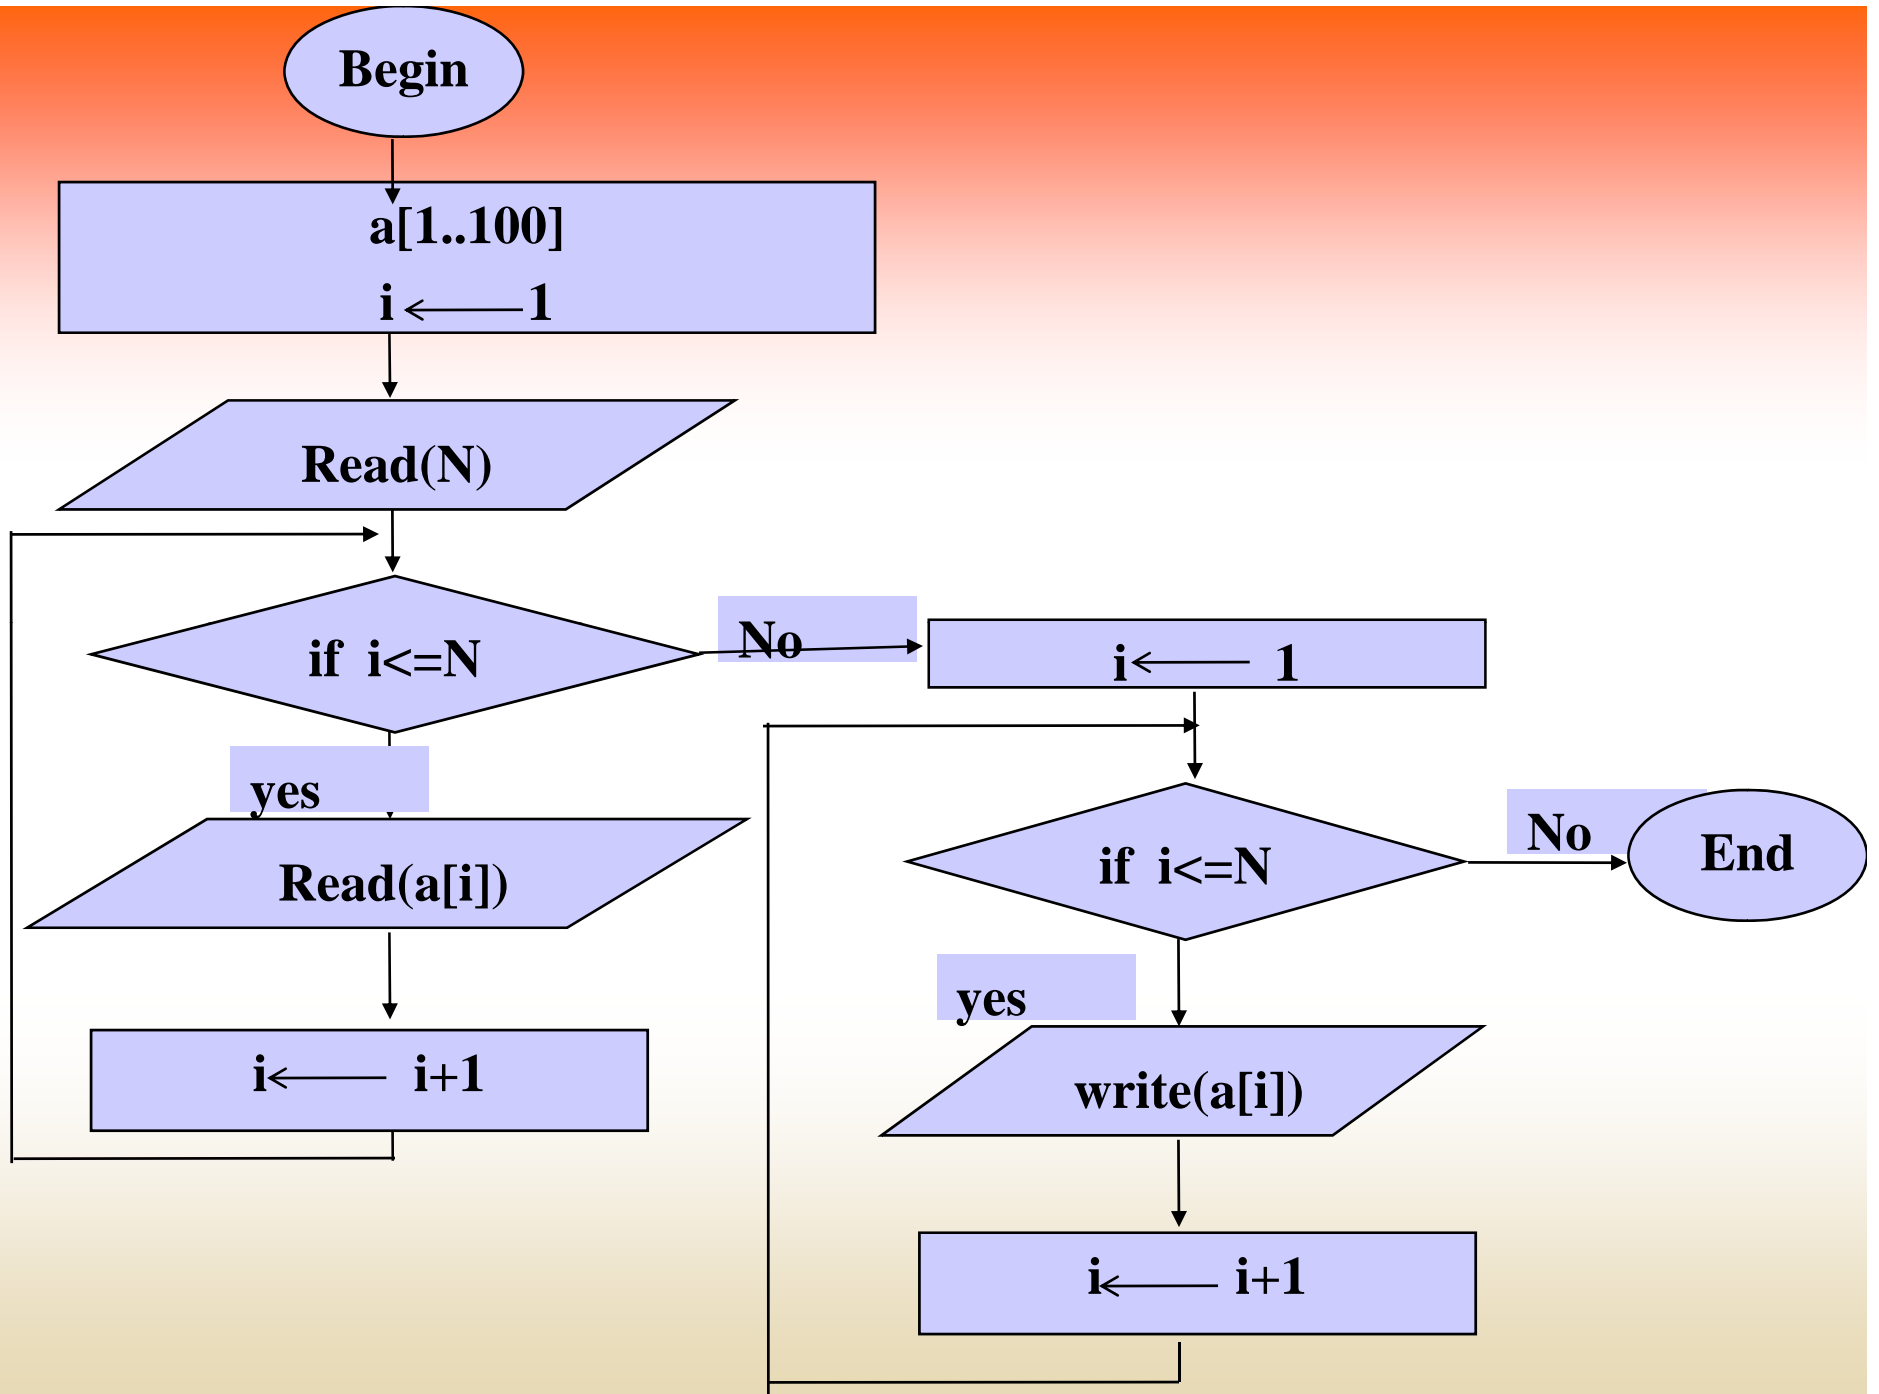 Begin
a[1..100]
i ← 1
Read(N)
if i<=N
No
i ← 1
yes
Read(a[i])
i ← i+1
if i<=N
No
End
yes
write(a[i])
i ← i+1